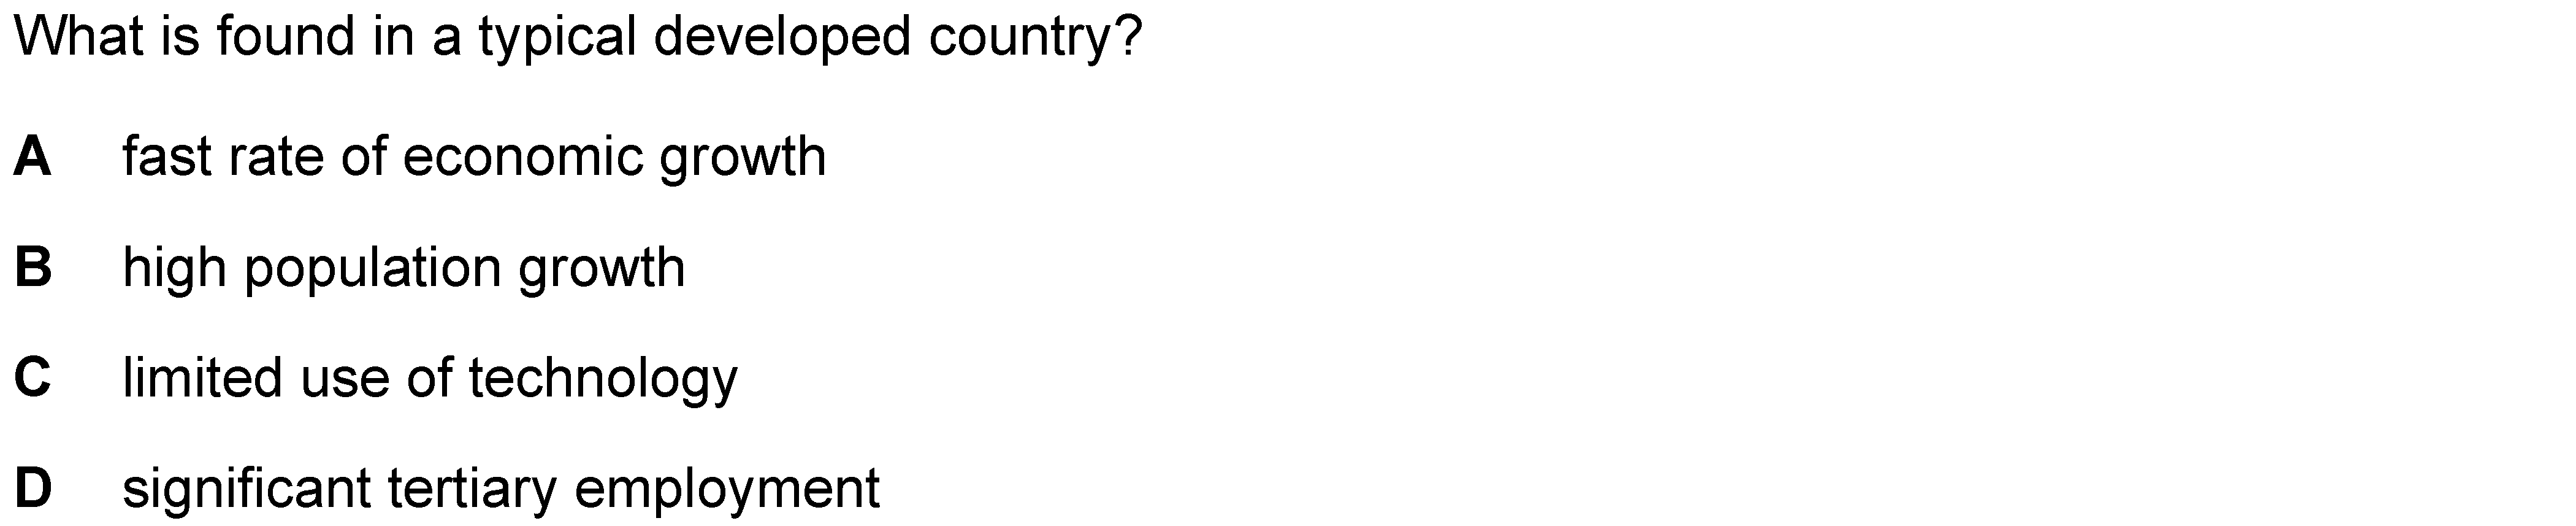 What is found in a typical developed country?
A fast rate of economic growth
B high population growth
C limited use of technology
D significant tertiary employment